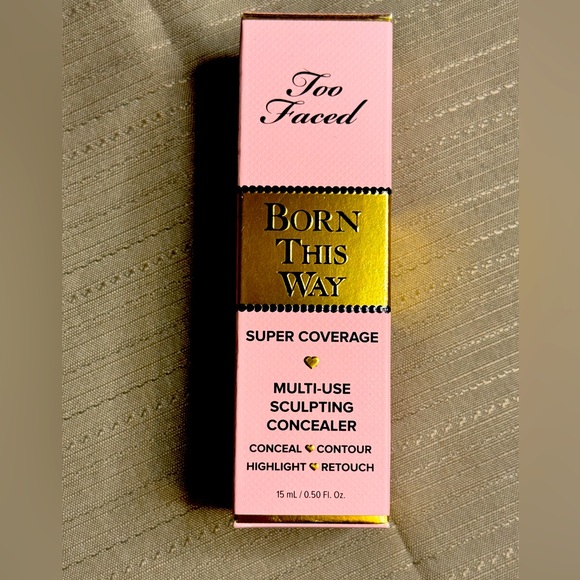 Too
Faced
BORN
THIS
WAY
SUPER COVERAGE
MULTI-USE
SCULPTING
CONCEALER
CONCEAL CONTOUR
HIGHLIGHT RETOUCH
15 mL / 0.50 Fl. Oz.